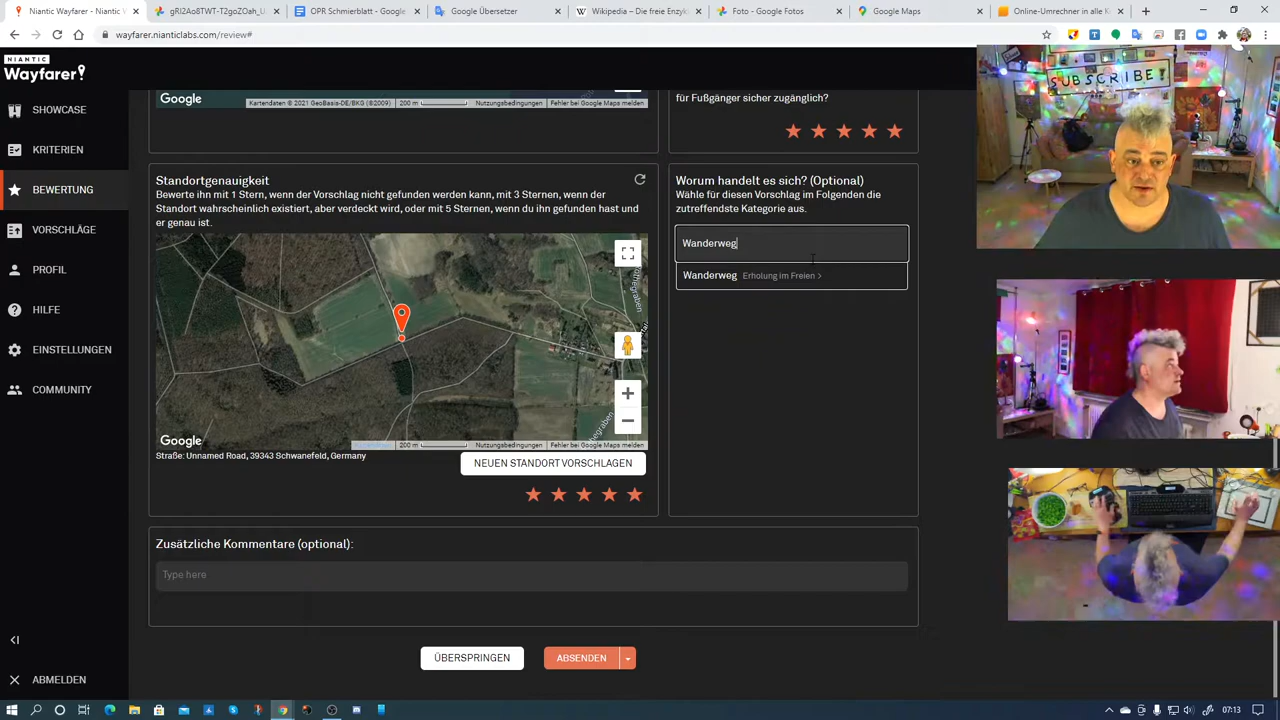 Niantic Wayfarer - Niantic
gRI2Ao8TWT-T2goZOah_U
OPR Schmierblatt - Google
Google Übersetzer
Wikipedia – Die freie Enzyk
Foto - Google Fotos
Google Maps
Online-Umrechner in alle
wayfarer.nianticlabs.com/review#
NIANTIC
Wayfarer
SHOWCASE
KRITERIEN
BEWERTUNG
VORSCHLÄGE
PROFIL
HILFE
EINSTELLUNGEN
COMMUNITY
ABMELDEN
Google
Kartendaten © 2021 GeoBasis-DE/BKG (©2009)
200 m
Nutzungsbedingungen
Fehler bei Google Maps melden
für Fußgänger sicher zugänglich?
Standortgenauigkeit
Bewerte ihn mit 1 Stern, wenn der Vorschlag nicht gefunden werden kann, mit 3 Sternen, wenn der
Standort wahrscheinlich existiert, aber verdeckt wird, oder mit 5 Sternen, wenn du ihn gefunden hast und
er genau ist.
Google
200 m
Nutzungsbedingungen
Fehler bei Google Maps melden
Straße: Unnamed Road, 39343 Schwanefeld, Germany
NEUEN STANDORT VORSCHLAGEN
Worum handelt es sich? (Optional)
Wähle für diesen Vorschlag im Folgenden die
zutreffendste Kategorie aus.
Wanderweg
Wanderweg Erholung im Freien >
Zusätzliche Kommentare (optional):
Type here
ÜBERSPRINGEN
ABSENDEN
SUBSCRIBE!
07:13